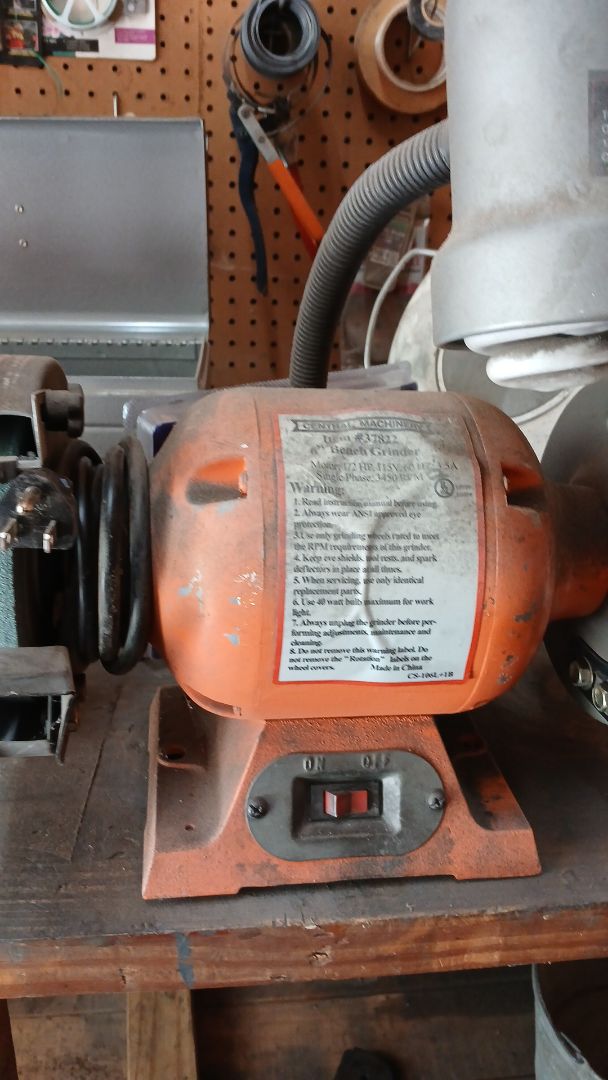 CENTRAL MACHINERY
Item #37822
6" Bench Grinder
Motor: 1/2 HP, 115V, 60 HZ, 3.5A
Single Phase, 3450 RPM
Warning:
1. Read instruction manual before using.
2. Always wear ANSI approved eye
protection.
3. Use only grinding wheels rated to meet
the RPM requirements of this grinder.
4. Keep eye shields, tool rests, and spark
deflectors in place at all times.
5. When servicing, use only identical
replacement parts.
6. Use 40 watt bulb maximum for work
light.
7. Always unplug the grinder before per-
forming adjustments, maintenance and
cleaning.
8. Do not remove this warning label. Do
not remove the "Rotation" labels on the
wheel covers. Made in China
CS-106L+1B
ON OFF